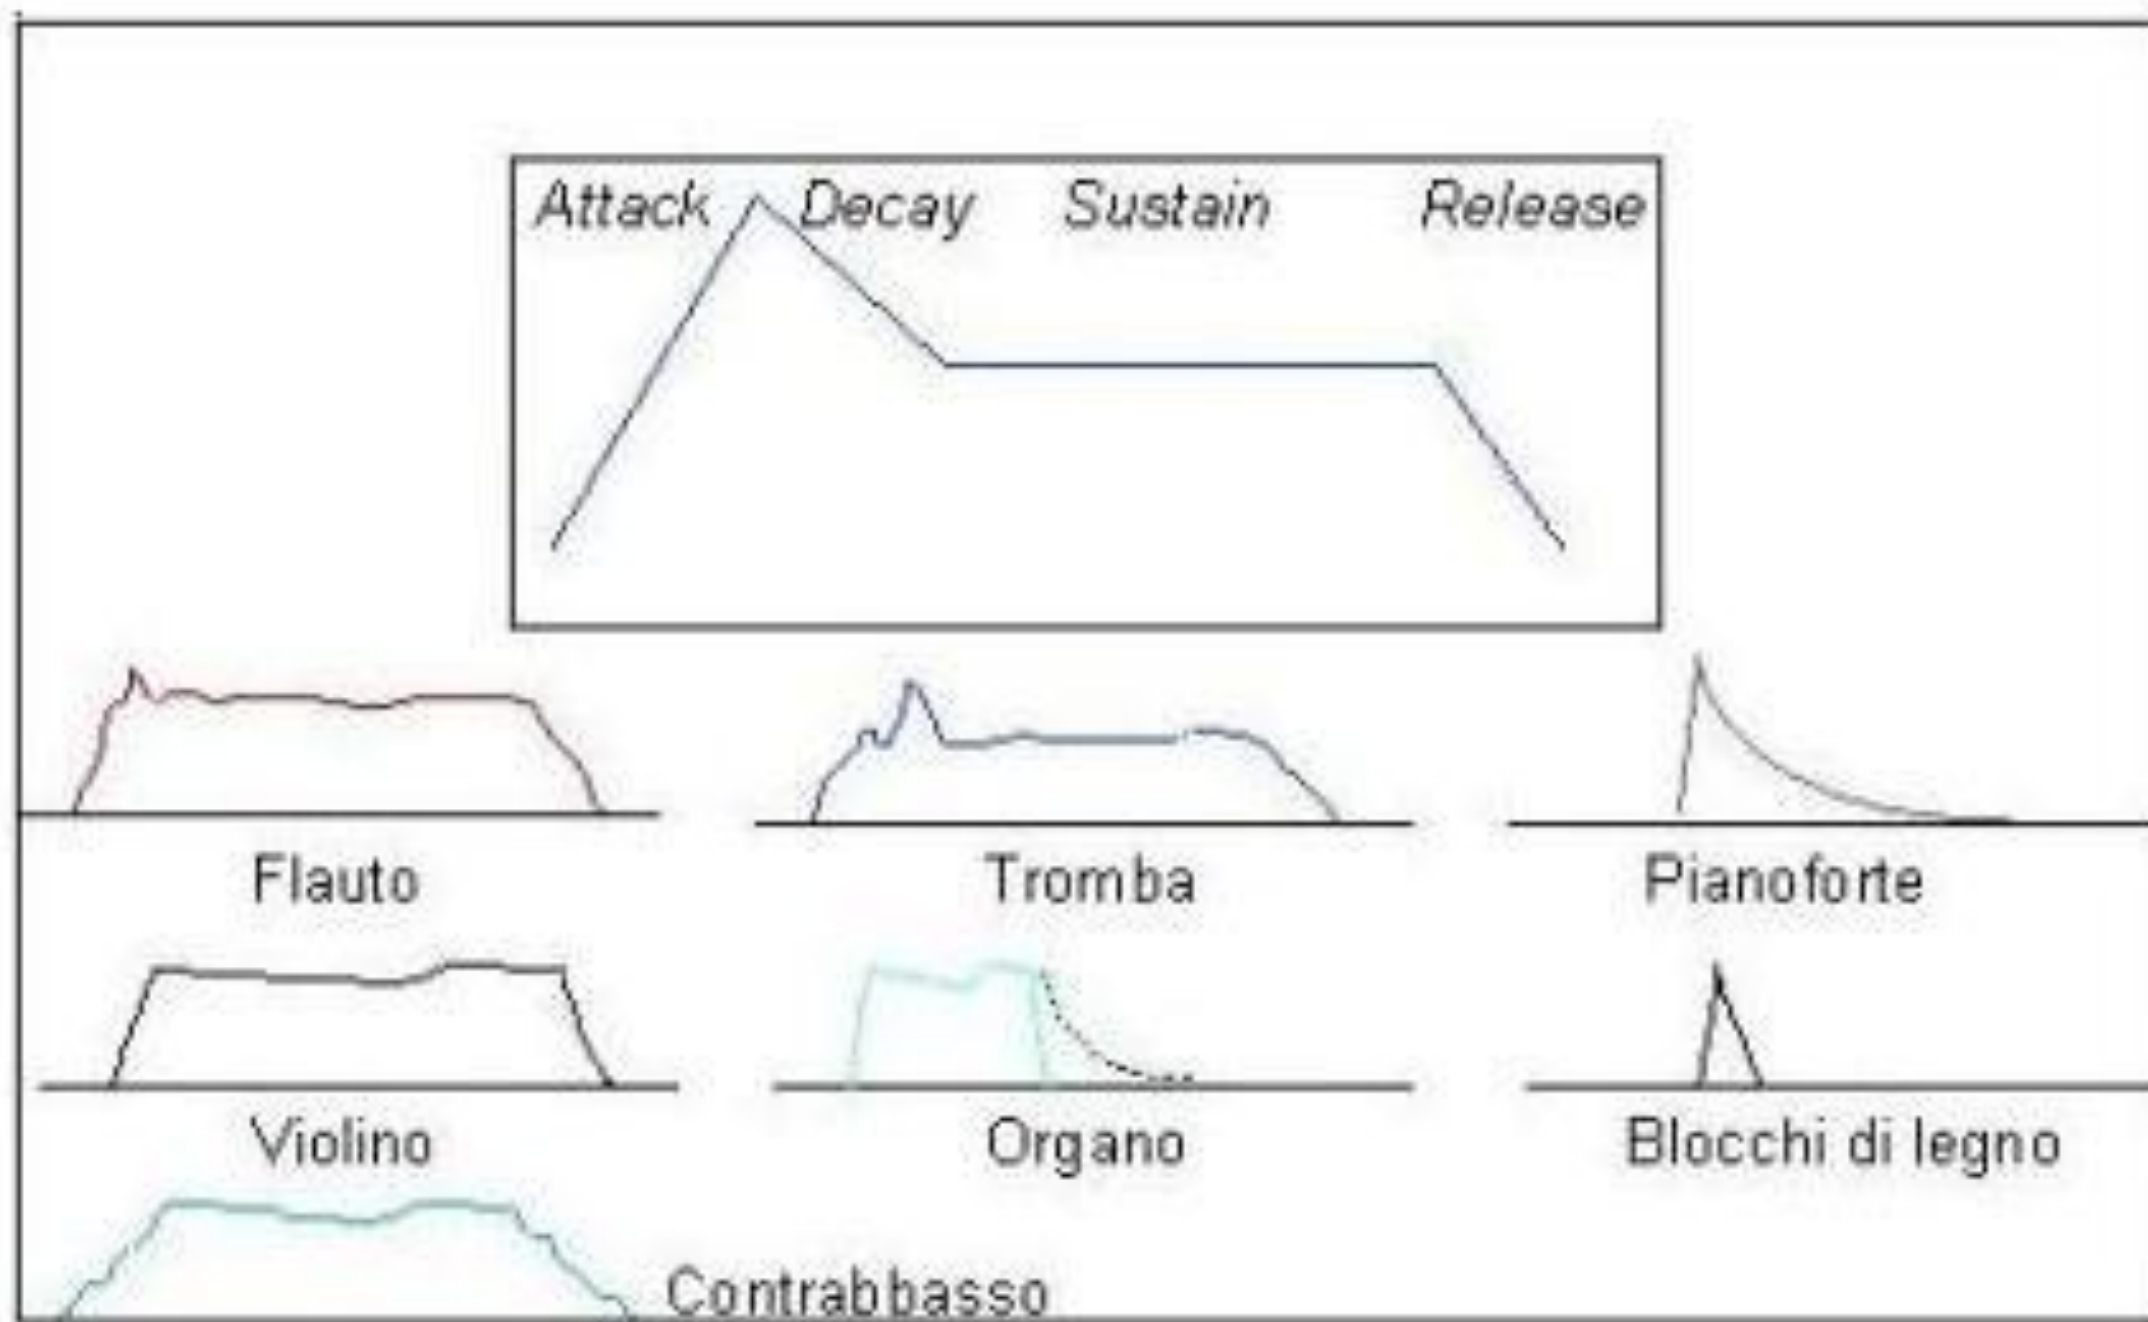 Attack Decay Sustain Release
Flauto Tromba Pianoforte
Violino Organo Blocchi di legno
Contrabbasso